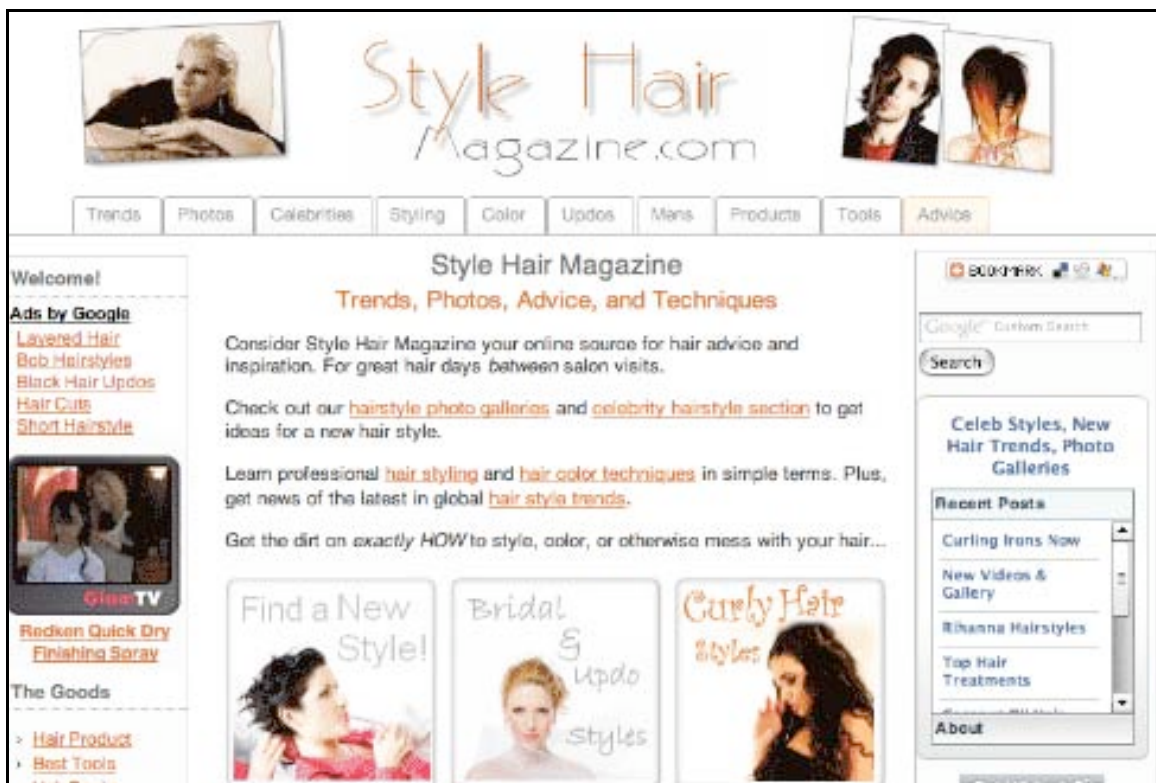 Style Hair
Magazine.com
Trends Photos Celebrities Styling Color Updos Mens Products Tools Advice
Welcome!
Ads by Google
Layered Hair
Bob Hairstyles
Black Hair Updos
Hair Cuts
Short Hairstyle
GlamTV
Redken Quick Dry
Finishing Spray
The Goods
> Hair Product
> Best Tools
Style Hair Magazine
Trends, Photos, Advice, and Techniques
Consider Style Hair Magazine your online source for hair advice and
inspiration. For great hair days between salon visits.
Check out our hairstyle photo galleries and celebrity hairstyle section to get
ideas for a new hair style.
Learn professional hair styling and hair color techniques in simple terms. Plus,
get news of the latest in global hair style trends.
Get the dirt on exactly HOW to style, color, or otherwise mess with your hair...
Find a New
Style!
Bridal
&
Updo
Styles
Curly Hair
Styles
BOOKMARK
Google Custom Search
Search
Celeb Styles, New
Hair Trends, Photo
Galleries
Recent Posts
Curling Irons Now
New Videos &
Gallery
Rihanna Hairstyles
Top Hair
Treatments
About